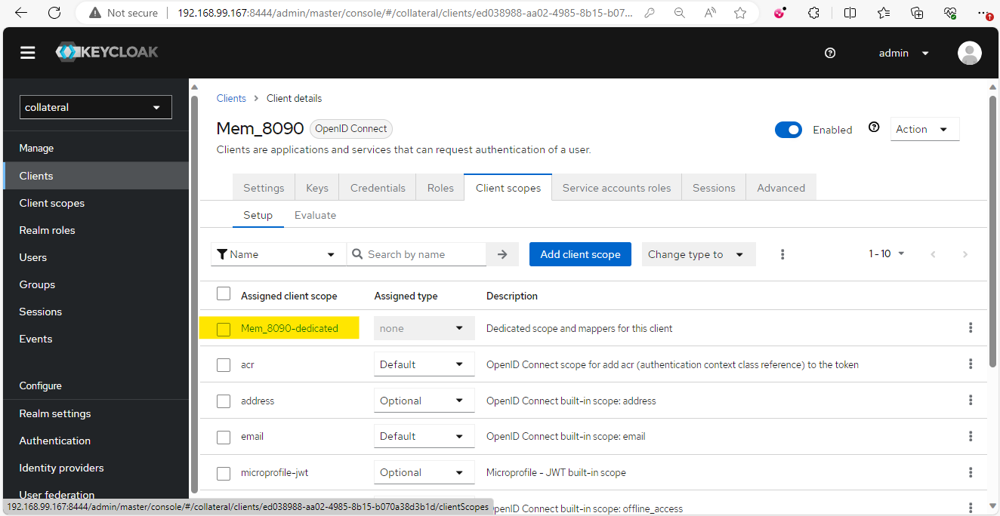 Not secure
192.168.99.167:8444/admin/master/console/#/collateral/clients/ed038988-aa02-4985-8b15-b07...
KEYCLOAK
admin
collateral
Manage
Clients
Client scopes
Realm roles
Users
Groups
Sessions
Events
Configure
Realm settings
Authentication
Identity providers
User federation
Clients > Client details
Mem_8090 OpenID Connect
Enabled
Action
Clients are applications and services that can request authentication of a user.
Settings Keys Credentials Roles Client scopes Service accounts roles Sessions Advanced
Setup Evaluate
Name Search by name Add client scope Change type to 1 - 10
Assigned client scope Assigned type Description
Mem_8090-dedicated none Dedicated scope and mappers for this client
acr Default OpenID Connect scope for add acr (authentication context class reference) to the token
address Optional OpenID Connect built-in scope: address
email Default OpenID Connect built-in scope: email
microprofile-jwt Optional Microprofile - JWT built-in scope
penID Connect built-in scope: offline_access
192.168.99.167:8444/admin/master/console/#/collateral/clients/ed038988-aa02-4985-8b15-b070a38d3b1d/clientScopes